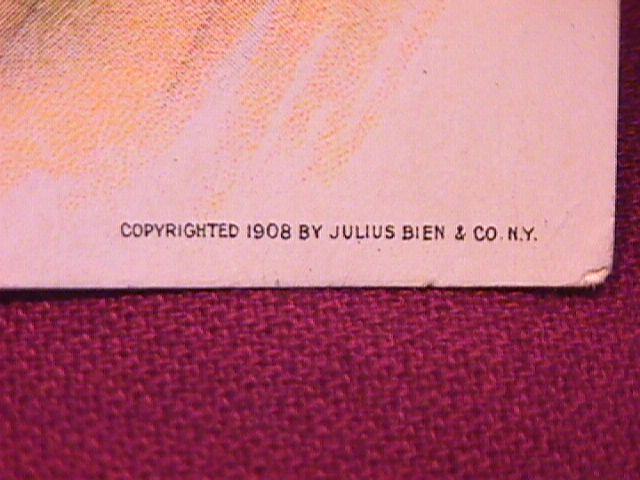 COPYRIGHTED 1908 BY JULIUS BIEN & CO. N.Y.